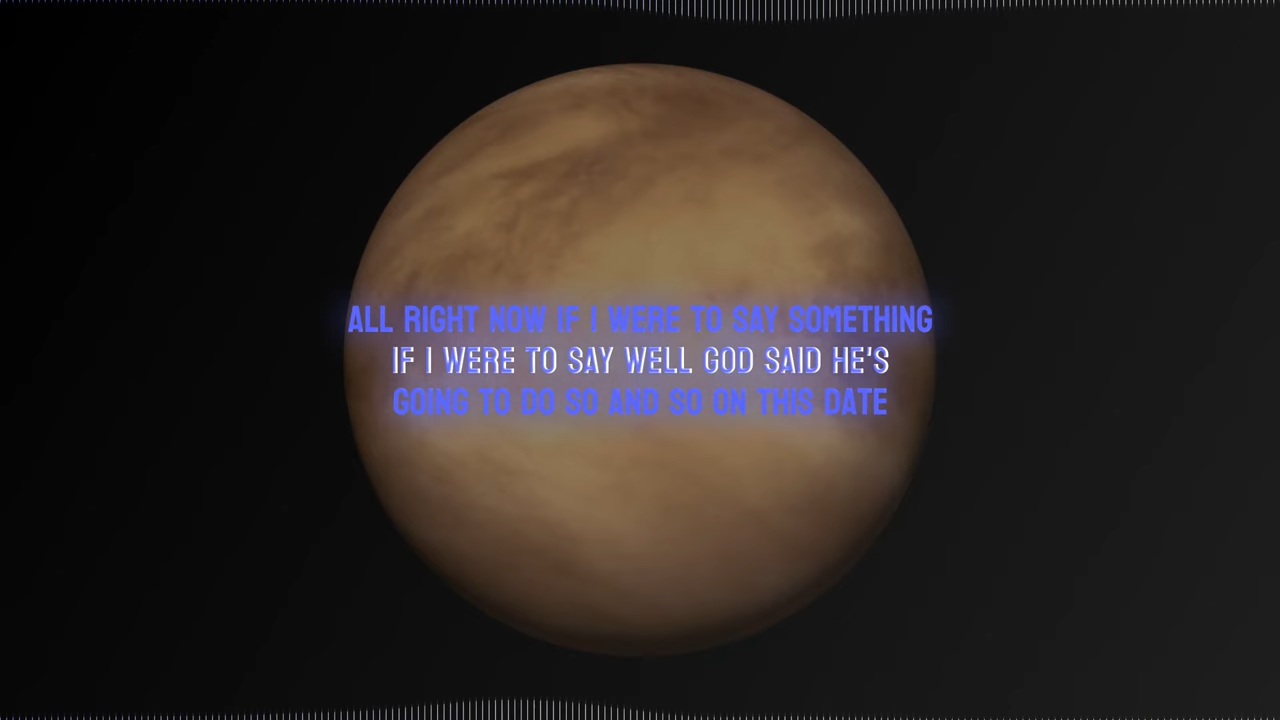 ALL RIGHT NOW IF I WERE TO SAY SOMETHING
IF I WERE TO SAY WELL GOD SAID HE'S
GOING TO DO SO AND SO ON THIS DATE